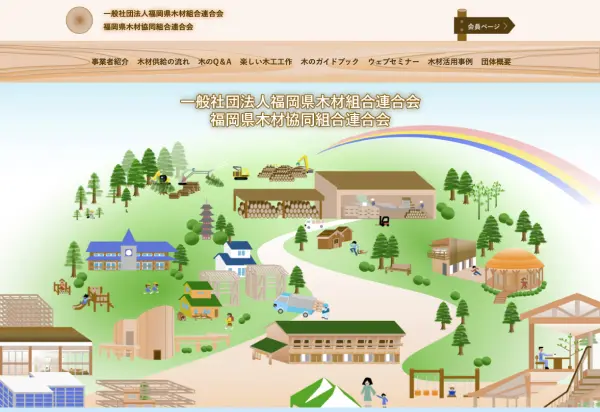 一般社団法人福岡県木材組合連合会
福岡県木材協同組合連合会
会員ページ
事業者紹介 木材供給の流れ 木のQ&A 楽しい木工工作 木のガイドブック ウェブセミナー 木材活用事例 団体概要
一般社団法人福岡県木材組合連合会
福岡県木材協同組合連合会